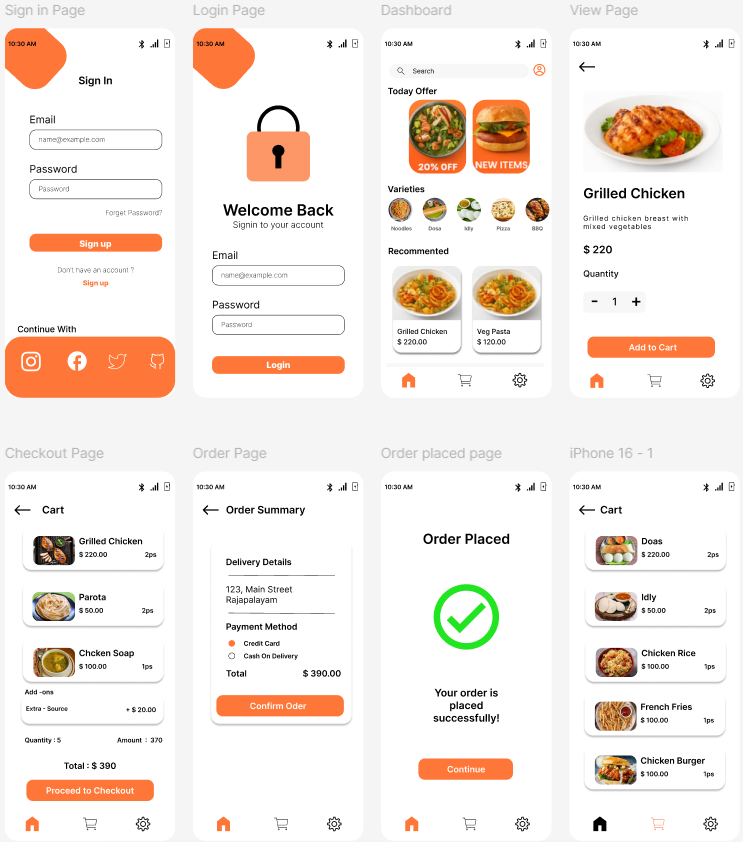 Sign in Page
10:30 AM
Sign In
Email
name@example.com
Password
Password
Forget Password?
Sign up
Don't have an account ?
Sign up
Continue With
Login Page
10:30 AM
Welcome Back
Signin to your account
Email
name@example.com
Password
Password
Login
Dashboard
10:30 AM
Search
Today Offer
20% OFF
NEW ITEMS
Varieties
Noodles Dosa Idly Pizza BBQ
Recommented
Grilled Chicken
$ 220.00
Veg Pasta
$ 120.00
View Page
10:30 AM
Grilled Chicken
Grilled chicken breast with
mixed vegetables
$ 220
Quantity
- 1 +
Add to Cart
Checkout Page
10:30 AM
Cart
Grilled Chicken
$ 220.00 2ps
Parota
$ 50.00 2ps
Chcken Soap
$ 100.00 1ps
Add -ons
Extra - Source + $ 20.00
Quantity : 5 Amount : 370
Total : $ 390
Proceed to Checkout
Order Page
10:30 AM
Order Summary
Delivery Details
123, Main Street
Rajapalayam
Payment Method
Credit Card
Cash On Delivery
Total $ 390.00
Confirm Oder
Order placed page
10:30 AM
Order Placed
Your order is
placed
successfully!
Continue
iPhone 16 - 1
10:30 AM
Cart
Doas
$ 220.00 2ps
Idly
$ 50.00 2ps
Chicken Rice
$ 100.00 1ps
French Fries
$ 100.00 1ps
Chicken Burger
$ 100.00 1ps